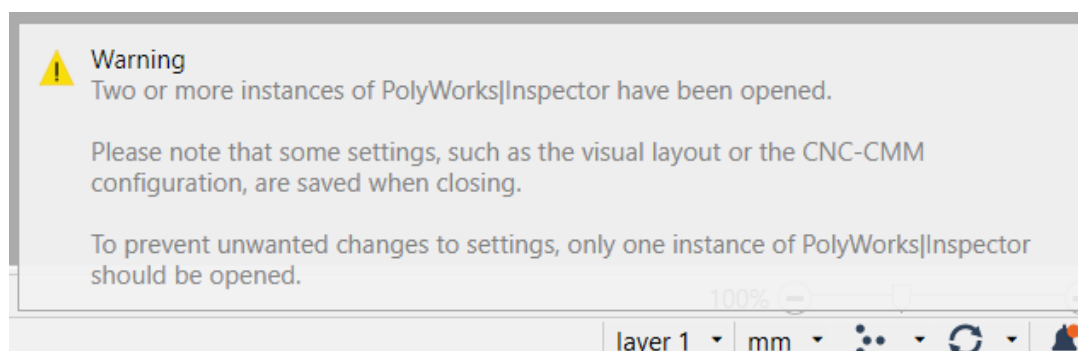 Warning
Two or more instances of PolyWorks|Inspector have been opened.
Please note that some settings, such as the visual layout or the CNC-CMM
configuration, are saved when closing.
To prevent unwanted changes to settings, only one instance of PolyWorks|Inspector
should be opened.
100%
layer 1 mm